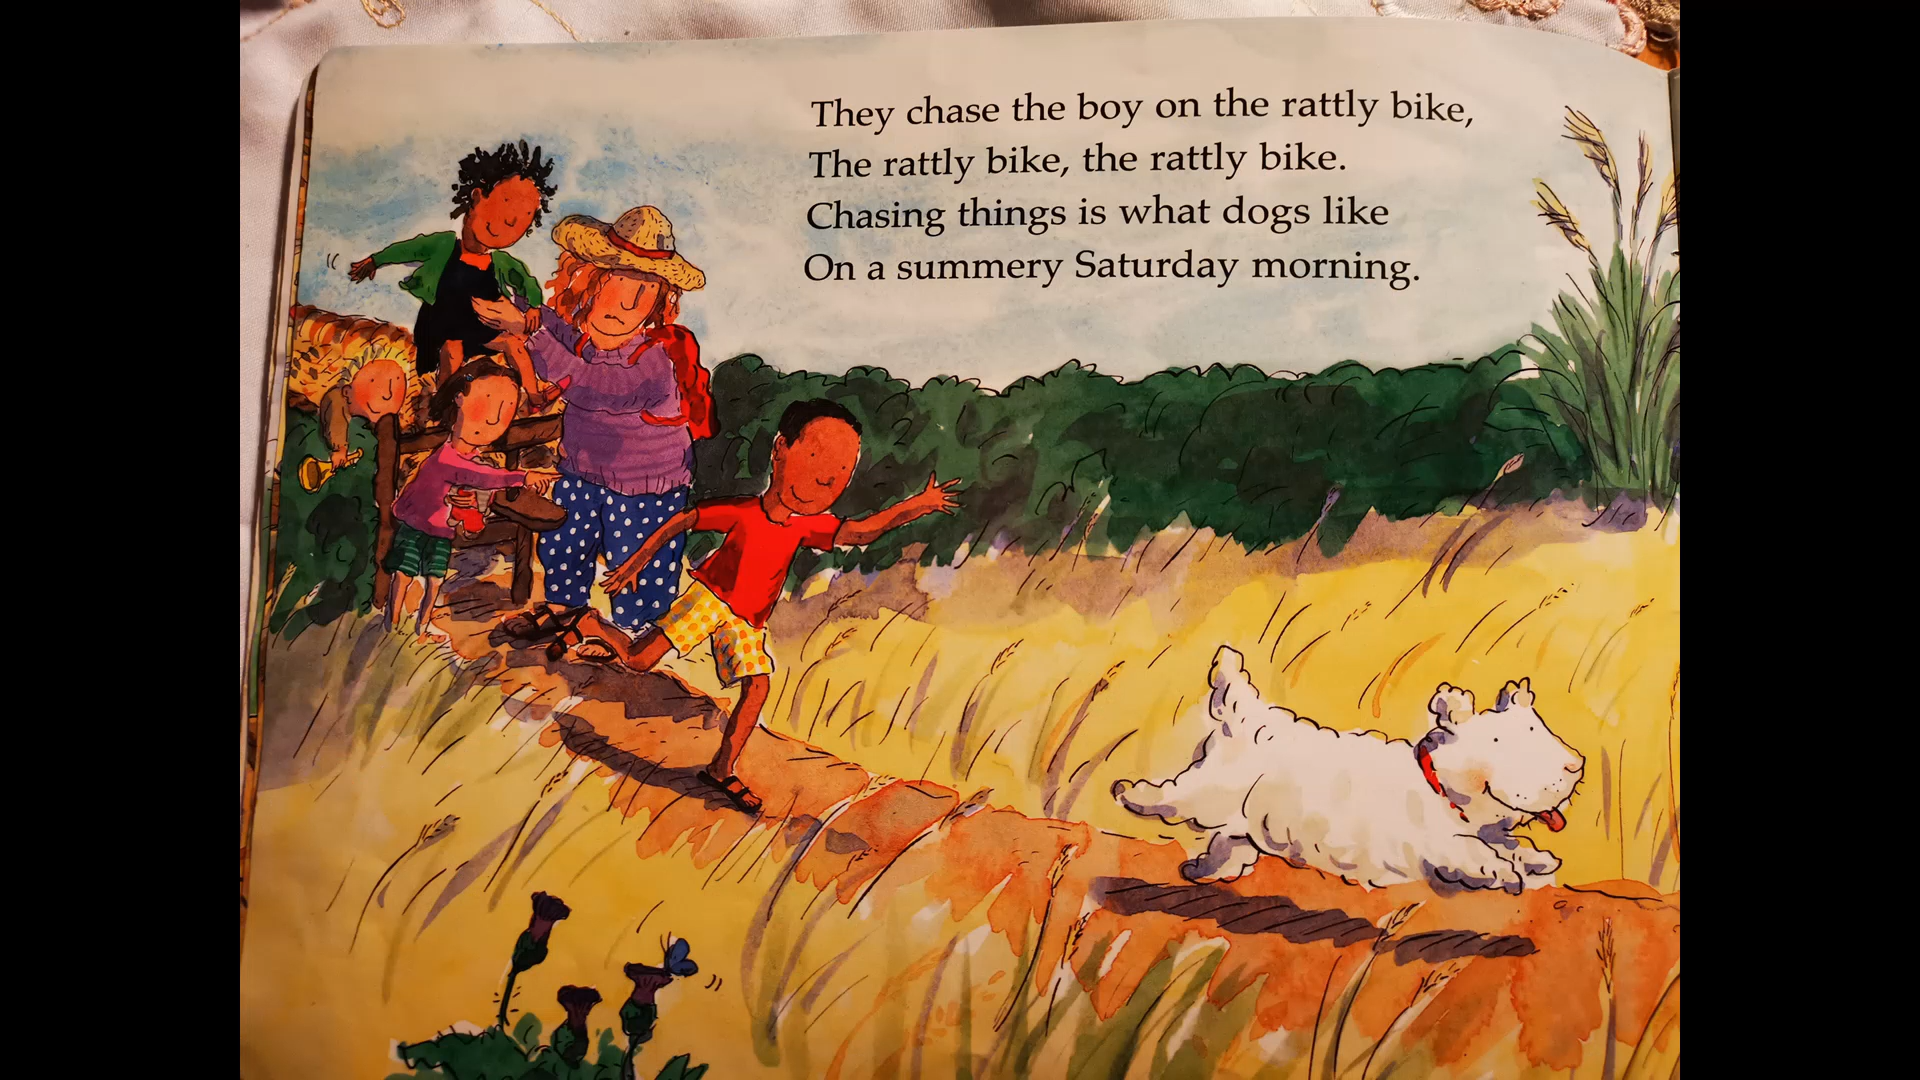 They chase the boy on the rattly bike,
The rattly bike, the rattly bike.
Chasing things is what dogs like
On a summery Saturday morning.